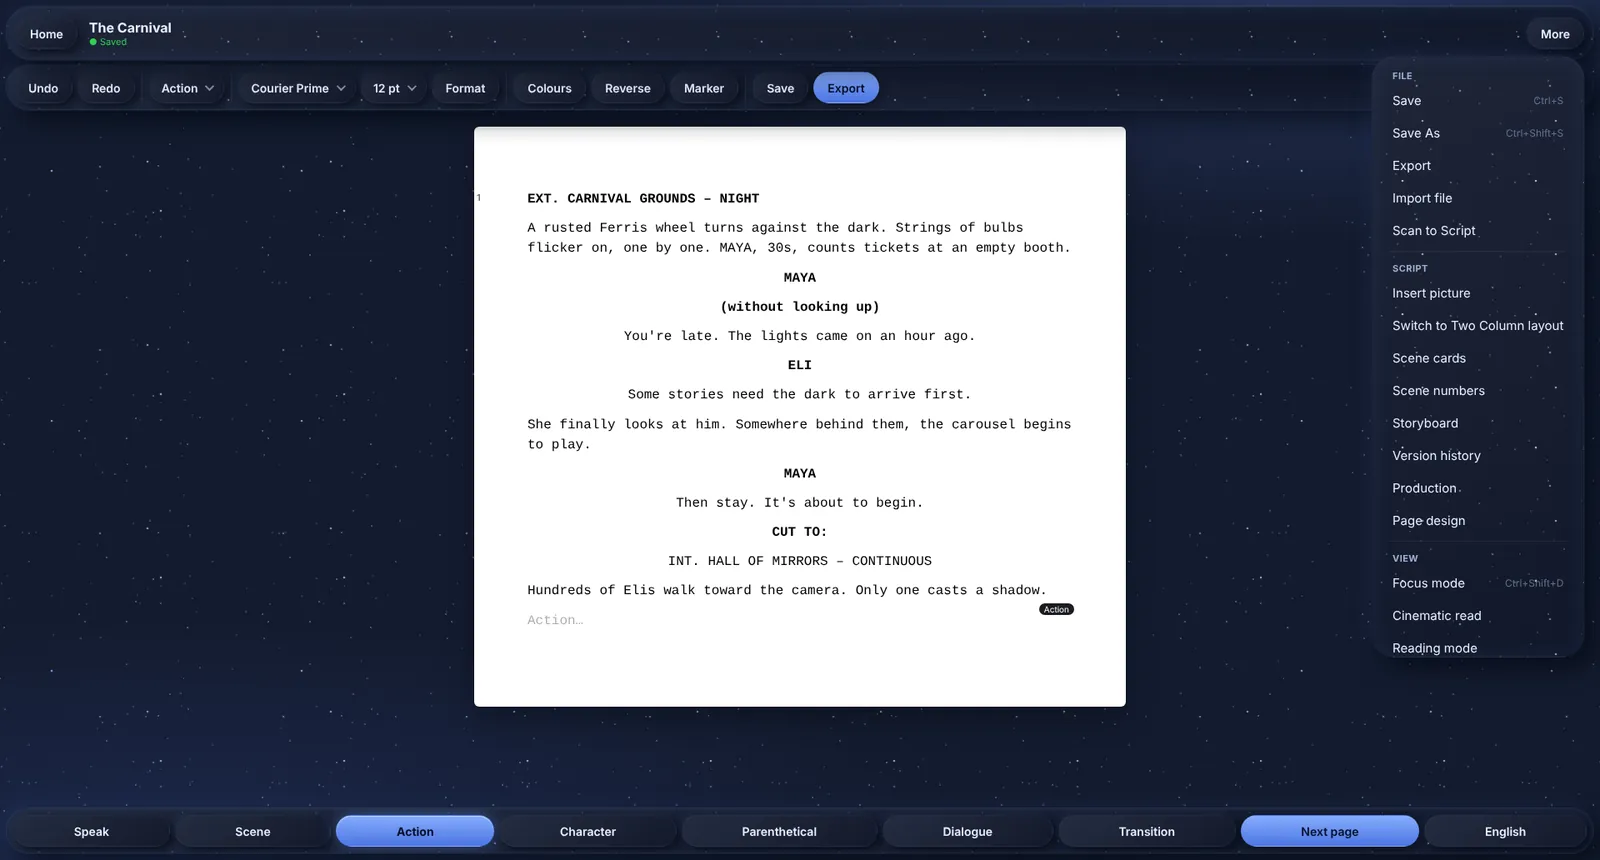 Home
The Carnival
Saved
More
Undo
Redo
Action
Courier Prime
12 pt
Format
Colours
Reverse
Marker
Save
Export
FILE
Save Ctrl+S
Save As Ctrl+Shift+S
Export
Import file
Scan to Script
SCRIPT
Insert picture
Switch to Two Column layout
Scene cards
Scene numbers
Storyboard
Version history
Production
Page design
VIEW
Focus mode Ctrl+Shift+D
Cinematic read
Reading mode
1 EXT. CARNIVAL GROUNDS – NIGHT
A rusted Ferris wheel turns against the dark. Strings of bulbs
flicker on, one by one. MAYA, 30s, counts tickets at an empty booth.
MAYA
(without looking up)
You're late. The lights came on an hour ago.
ELI
Some stories need the dark to arrive first.
She finally looks at him. Somewhere behind them, the carousel begins
to play.
MAYA
Then stay. It's about to begin.
CUT TO:
INT. HALL OF MIRRORS – CONTINUOUS
Hundreds of Elis walk toward the camera. Only one casts a shadow.
Action
Action…
Speak
Scene
Action
Character
Parenthetical
Dialogue
Transition
Next page
English